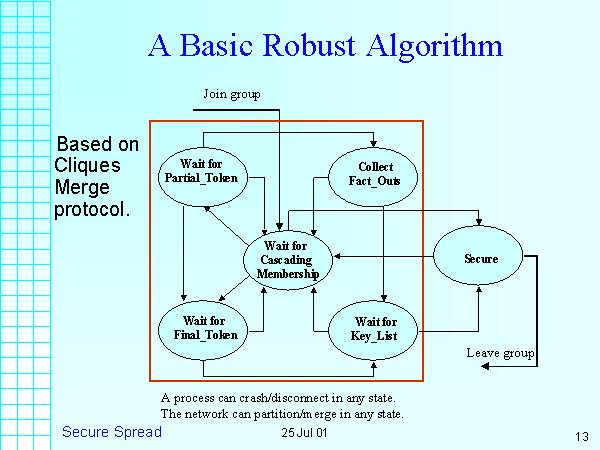 A Basic Robust Algorithm
Join group
Based on
Cliques
Merge
protocol.
Wait for
Partial_Token
Collect
Fact_Outs
Wait for
Cascading
Membership
Secure
Wait for
Final_Token
Wait for
Key_List
Leave group
A process can crash/disconnect in any state.
The network can partition/merge in any state.
Secure Spread
25 Jul 01
13